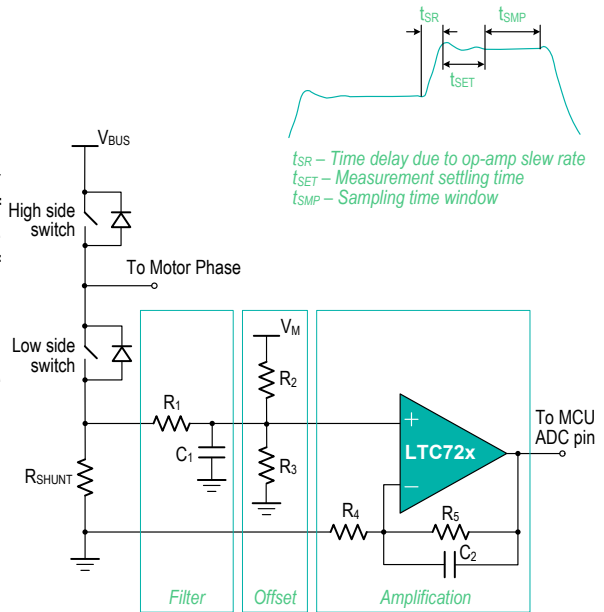 tSR
tSMP
tSET
tSR – Time delay due to op-amp slew rate
tSET – Measurement settling time
tSMP – Sampling time window
VBUS
High side
switch
To Motor Phase
Low side
switch
VM
R2
R1
C1
R3
+
LTC72x
−
To MCU
ADC pin
RSHUNT
R4
R5
C2
Filter
Offset
Amplification